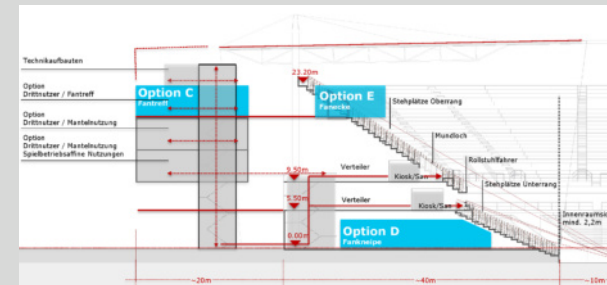 Technikaufbauten
Option
Drittnutzer / Fantreff
Option
Drittnutzer / Mantelnutzung
Option
Drittnutzer / Mantelnutzung
Spielbetriebsaffine Nutzungen
Option C
Fantreff
23.20m
Option E
Faneckn
Stehplätze Oberrang
Mundloch
Rollstuhlfahrer
Stehplätze Unterrang
Verteiler
Kiosk/San
9.50m
Verteiler
Kiosk/San
5.50m
0.00m
Option D
Fankneipe
mind. 2,2m
~20m
~40m
~10m